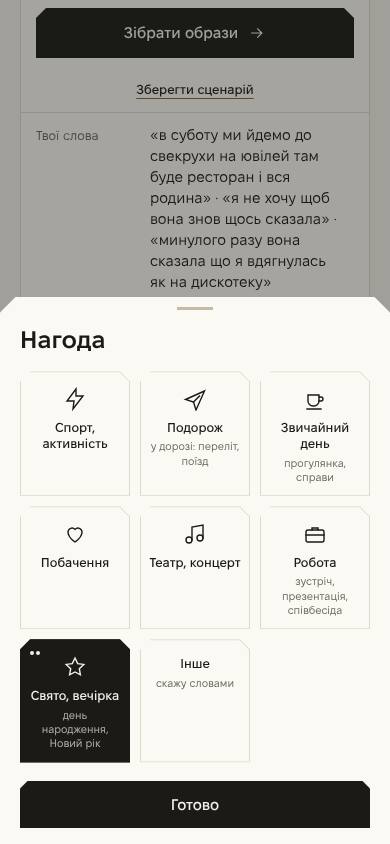 Зібрати образи →
Зберегти сценарій
Твої слова
«в суботу ми йдемо до
свекрухи на ювілей там
буде ресторан і вся
родина» · «я не хочу щоб
вона знов щось сказала» ·
«минулого разу вона
сказала що я вдягнулась
як на дискотеку»
Нагода
Спорт,
активність
Подорож
у дорозі: переліт,
поїзд
Звичайний
день
прогулянка,
справи
Побачення
Театр, концерт
Робота
зустріч,
презентація,
співбесіда
Свято, вечірка
день
народження,
Новий рік
Інше
скажу словами
Готово